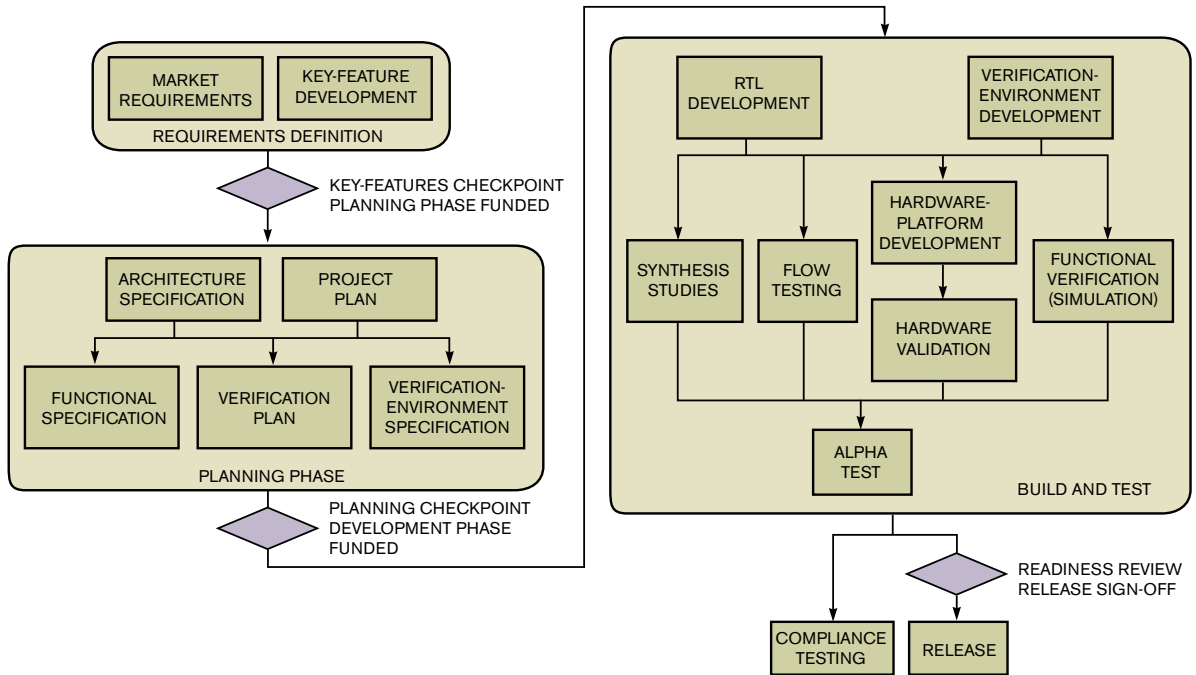 MARKET
REQUIREMENTS
KEY-FEATURE
DEVELOPMENT
REQUIREMENTS DEFINITION
KEY-FEATURES CHECKPOINT
PLANNING PHASE FUNDED
ARCHITECTURE
SPECIFICATION
PROJECT
PLAN
FUNCTIONAL
SPECIFICATION
VERIFICATION
PLAN
VERIFICATION-
ENVIRONMENT
SPECIFICATION
PLANNING PHASE
PLANNING CHECKPOINT
DEVELOPMENT PHASE
FUNDED
RTL
DEVELOPMENT
VERIFICATION-
ENVIRONMENT
DEVELOPMENT
SYNTHESIS
STUDIES
FLOW
TESTING
HARDWARE-
PLATFORM
DEVELOPMENT
HARDWARE
VALIDATION
FUNCTIONAL
VERIFICATION
(SIMULATION)
ALPHA
TEST
BUILD AND TEST
READINESS REVIEW
RELEASE SIGN-OFF
COMPLIANCE
TESTING
RELEASE